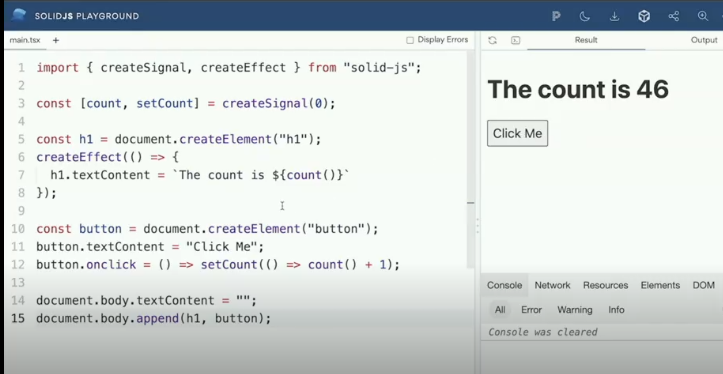 SOLIDJS PLAYGROUND
main.tsx +
Display Errors
Result
Output
1 import { createSignal, createEffect } from "solid-js";
2
3 const [count, setCount] = createSignal(0);
4
5 const h1 = document.createElement("h1");
6 createEffect(() => {
7   h1.textContent = `The count is ${count()}`
8 });
9
10 const button = document.createElement("button");
11 button.textContent = "Click Me";
12 button.onclick = () => setCount(() => count() + 1);
13
14 document.body.textContent = "";
15 document.body.append(h1, button);
The count is 46
Click Me
Console Network Resources Elements DOM
All Error Warning Info
Console was cleared